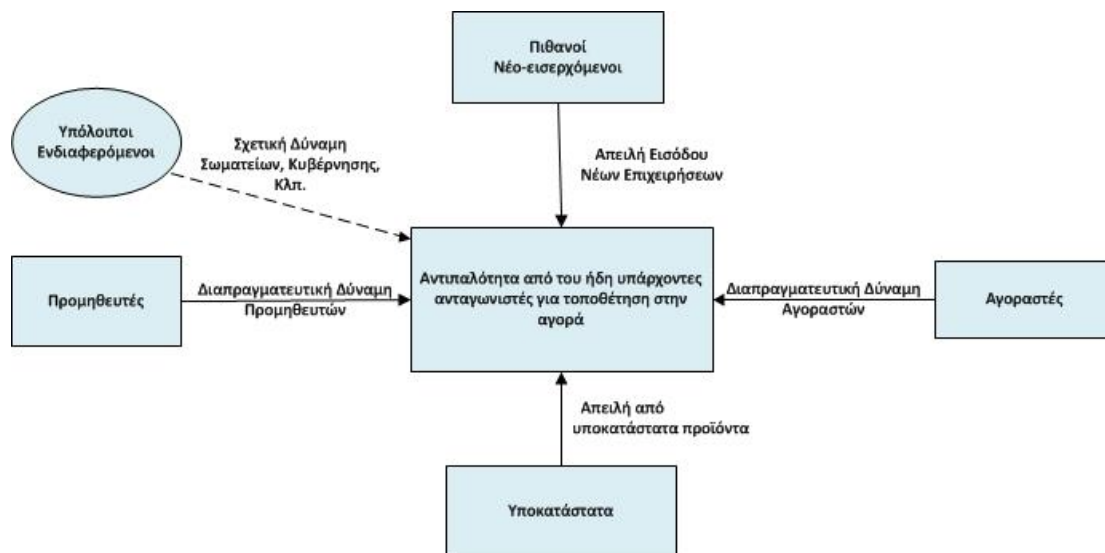 Πιθανοί
Νέο-εισερχόμενοι
Υπόλοιποι
Ενδιαφερόμενοι
Σχετική Δύναμη
Σωματείων, Κυβέρνησης,
Κλπ.
Απειλή Εισόδου
Νέων Επιχειρήσεων
Προμηθευτές
Διαπραγματευτική Δύναμη
Προμηθευτών
Αντιπαλότητα από του ήδη υπάρχοντες
ανταγωνιστές για τοποθέτηση στην
αγορά
Διαπραγματευτική Δύναμη
Αγοραστών
Αγοραστές
Απειλή από
υποκατάστατα προϊόντα
Υποκατάστατα